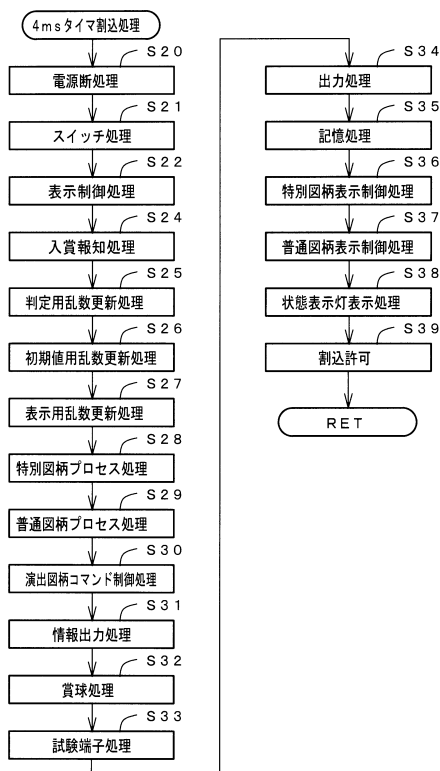 4msタイマ割込処理
S20
電源断処理
S21
スイッチ処理
S22
表示制御処理
S24
入賞報知処理
S25
判定用乱数更新処理
S26
初期値用乱数更新処理
S27
表示用乱数更新処理
S28
特別図柄プロセス処理
S29
普通図柄プロセス処理
S30
演出図柄コマンド制御処理
S31
情報出力処理
S32
賞球処理
S33
試験端子処理
S34
出力処理
S35
記憶処理
S36
特別図柄表示制御処理
S37
普通図柄表示制御処理
S38
状態表示灯表示処理
S39
割込許可
RET